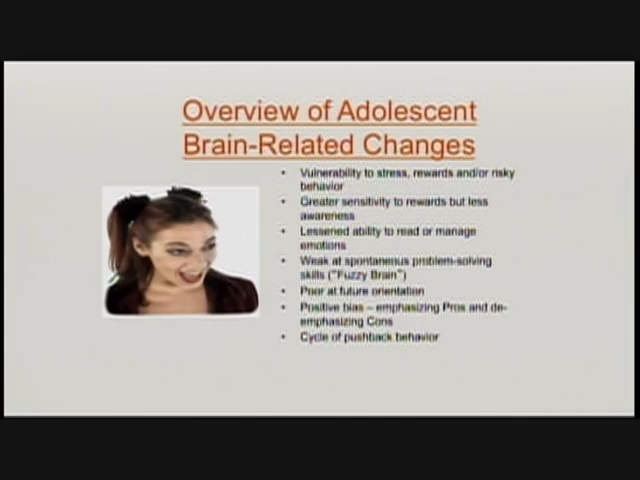 Overview of Adolescent
Brain-Related Changes
• Vulnerability to stress, rewards and/or risky
behavior
• Greater sensitivity to rewards but less
awareness
• Lessened ability to read or manage
emotions
• Weak at spontaneous problem-solving
skills ("Fuzzy Brain")
• Poor at future orientation
• Positive bias – emphasizing Pros and de-
emphasizing Cons
• Cycle of pushback behavior